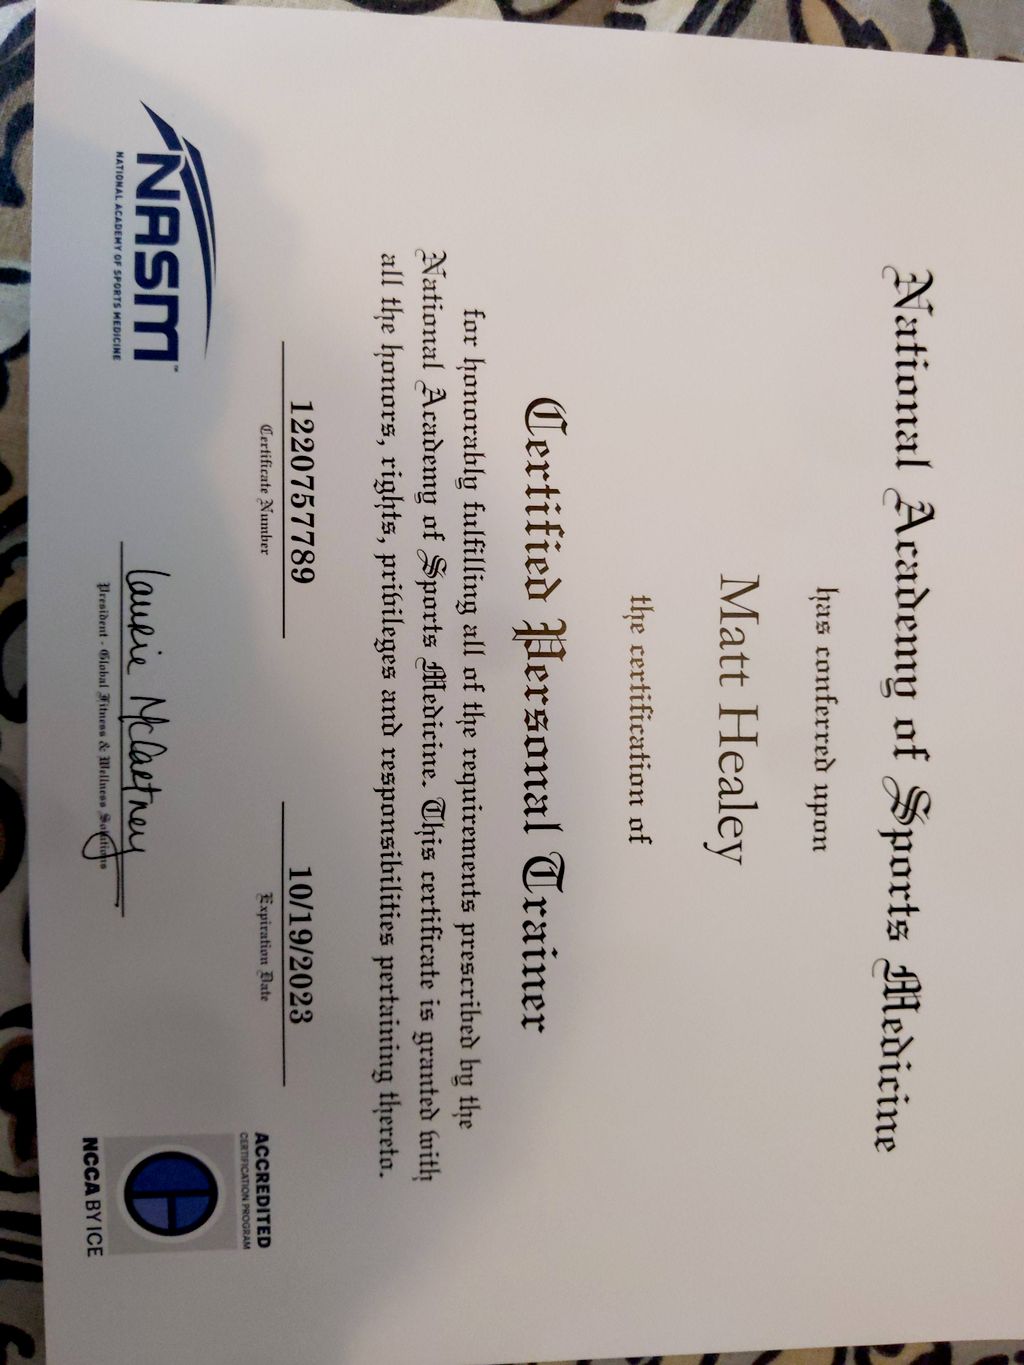 National Academy of Sports Medicine
has conferred upon
Matt Healey
the certification of
Certified Personal Trainer
for honorably fulfilling all of the requirements prescribed by the
National Academy of Sports Medicine. This certificate is granted with
all the honors, rights, privileges and responsibilities pertaining thereto.
1220757789
Certificate Number
10/19/2023
Expiration Date
NASM™
NATIONAL ACADEMY OF SPORTS MEDICINE
Laurie McCartney
President - Global Fitness & Wellness Solutions
ACCREDITED
CERTIFICATION PROGRAM
NCCA BY ICE